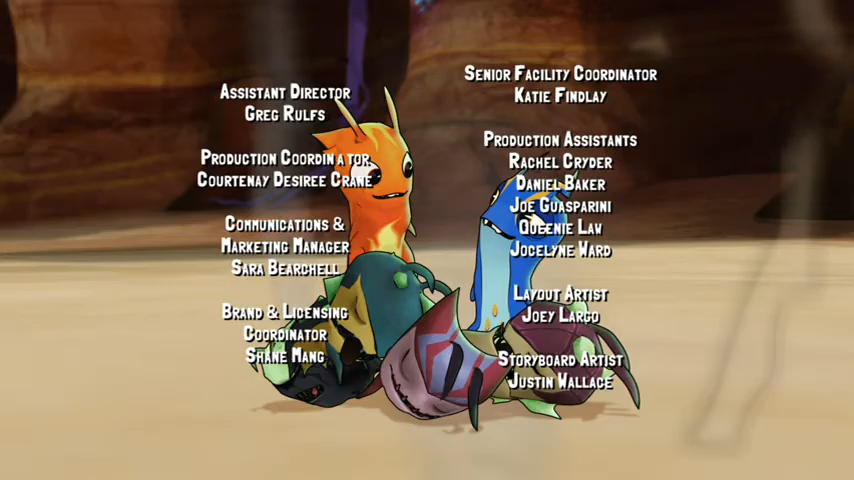 Assistant Director
Greg Rulfs
Production Coordinator
Courtenay Desiree Crane
Communications &
Marketing Manager
Sara Bearchell
Brand & Licensing
Coordinator
Shane Mang
Senior Facility Coordinator
Katie Findlay
Production Assistants
Rachel Cryder
Daniel Baker
Joe Guasparini
Queenie Law
Jocelyne Ward
Layout Artist
Joey Largo
Storyboard Artist
Justin Wallace